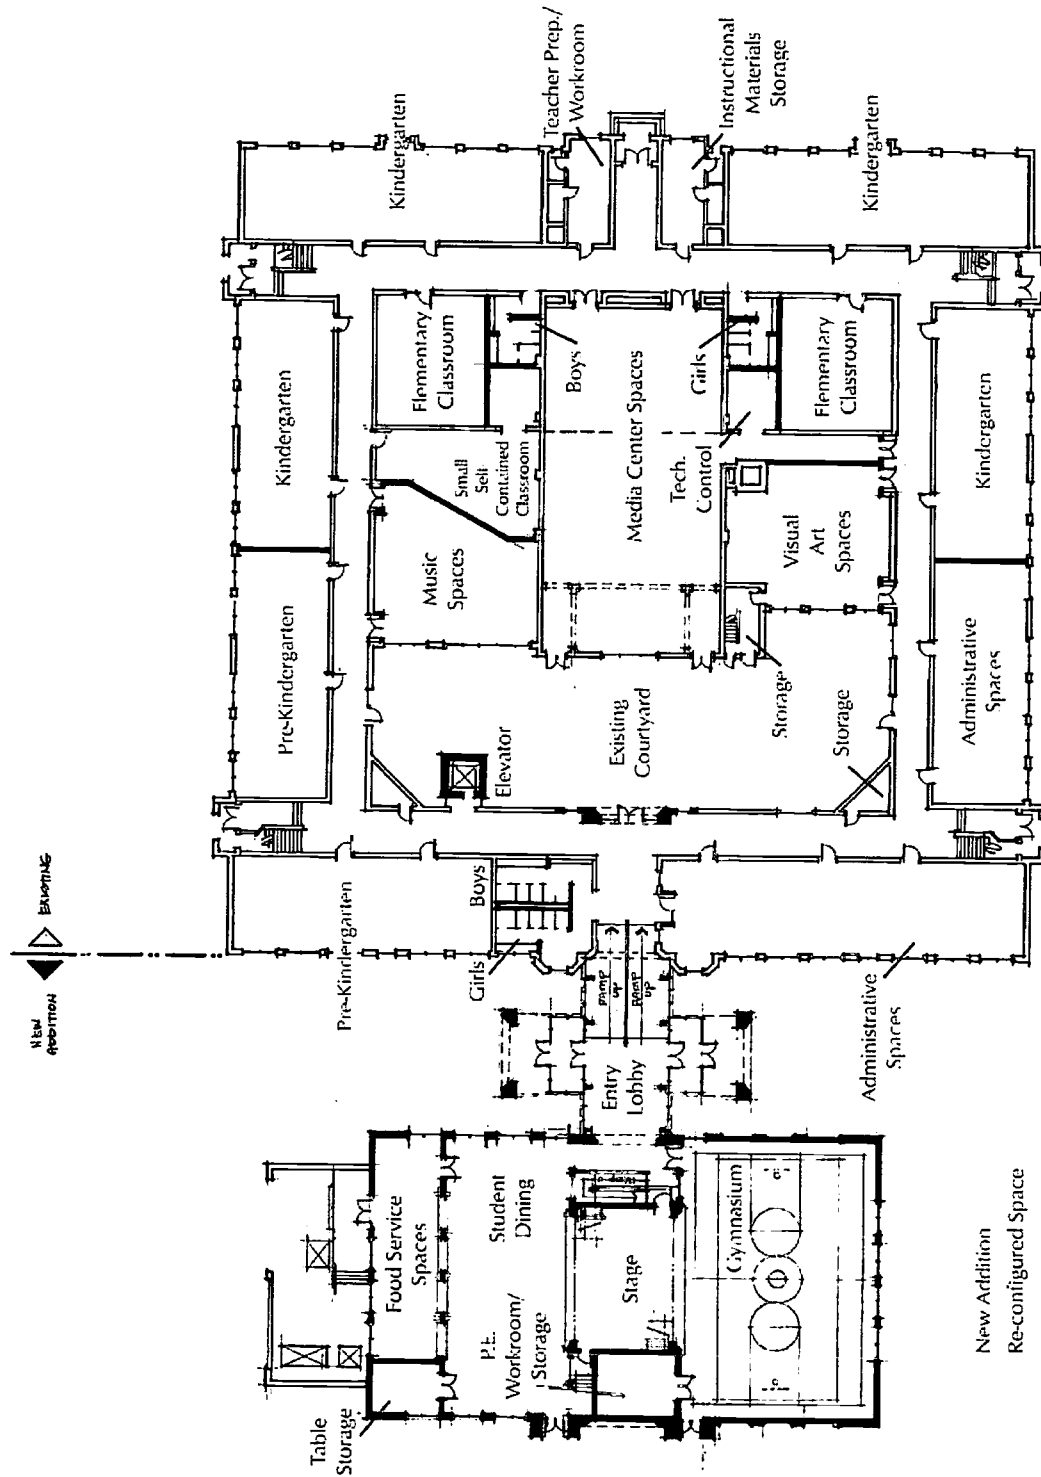 NEW
ADDITION
EXISTING
Table
Storage
Food Service
Spaces
Student
Dining
P.E.
Workroom/
Storage
Stage
Gymnasium
Entry
Lobby
RAMP
UP
RAMP
UP
Pre-Kindergarten
Girls
Boys
Administrative
Spaces
Pre-Kindergarten
Kindergarten
Kindergarten
Elevator
Existing
Courtyard
Music
Spaces
Small
Self
Contained
Classroom
Elementary
Classroom
Boys
Media Center Spaces
Girls
Tech.
Control
Storage
Storage
Visual
Art
Spaces
Elementary
Classroom
Administrative
Spaces
Kindergarten
Kindergarten
Teacher Prep./
Workroom
Instructional
Materials
Storage
New Addition
Re-configured Space